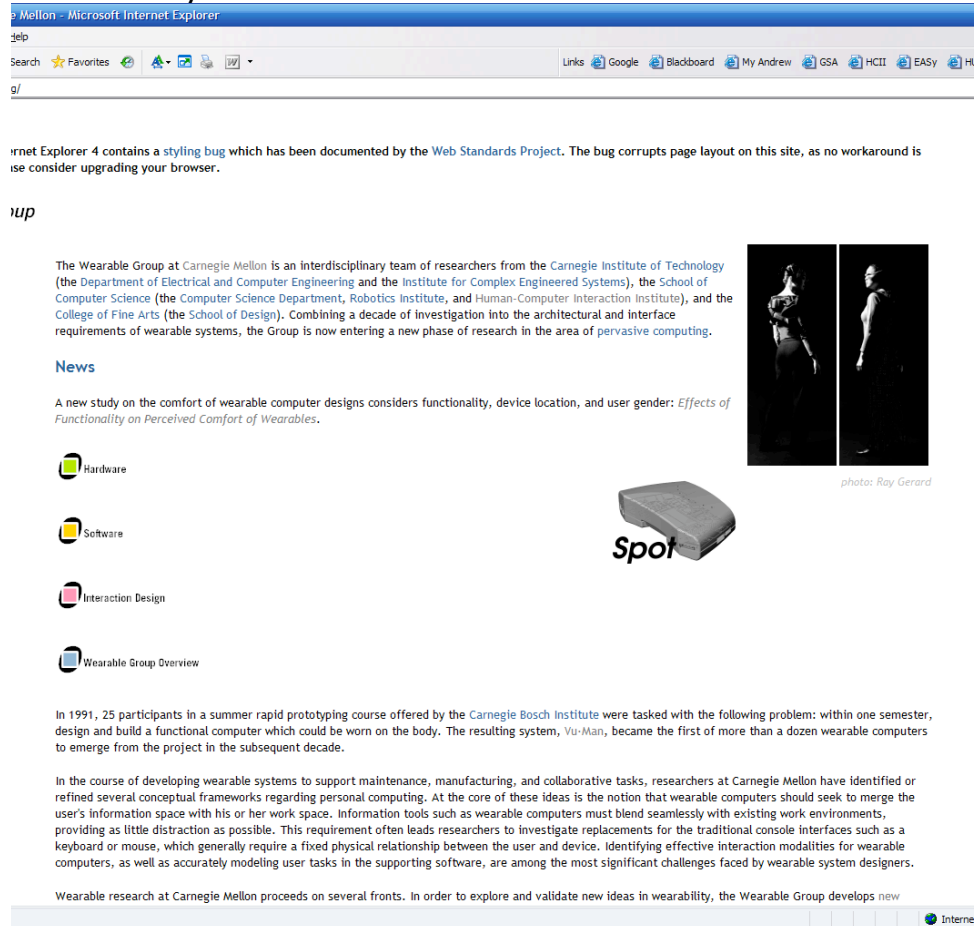 e Mellon - Microsoft Internet Explorer
Help
Search Favorites
Links Google Blackboard My Andrew GSA HCII EASy HU
g/
ernet Explorer 4 contains a styling bug which has been documented by the Web Standards Project. The bug corrupts page layout on this site, as no workaround is
ase consider upgrading your browser.
oup
The Wearable Group at Carnegie Mellon is an interdisciplinary team of researchers from the Carnegie Institute of Technology
(the Department of Electrical and Computer Engineering and the Institute for Complex Engineered Systems), the School of
Computer Science (the Computer Science Department, Robotics Institute, and Human-Computer Interaction Institute), and the
College of Fine Arts (the School of Design). Combining a decade of investigation into the architectural and interface
requirements of wearable systems, the Group is now entering a new phase of research in the area of pervasive computing.
News
A new study on the comfort of wearable computer designs considers functionality, device location, and user gender: Effects of
Functionality on Perceived Comfort of Wearables.
photo: Ray Gerard
Hardware
Software
Spot
Interaction Design
Wearable Group Overview
In 1991, 25 participants in a summer rapid prototyping course offered by the Carnegie Bosch Institute were tasked with the following problem: within one semester,
design and build a functional computer which could be worn on the body. The resulting system, Vu-Man, became the first of more than a dozen wearable computers
to emerge from the project in the subsequent decade.
In the course of developing wearable systems to support maintenance, manufacturing, and collaborative tasks, researchers at Carnegie Mellon have identified or
refined several conceptual frameworks regarding personal computing. At the core of these ideas is the notion that wearable computers should seek to merge the
user's information space with his or her work space. Information tools such as wearable computers must blend seamlessly with existing work environments,
providing as little distraction as possible. This requirement often leads researchers to investigate replacements for the traditional console interfaces such as a
keyboard or mouse, which generally require a fixed physical relationship between the user and device. Identifying effective interaction modalities for wearable
computers, as well as accurately modeling user tasks in the supporting software, are among the most significant challenges faced by wearable system designers.
Wearable research at Carnegie Mellon proceeds on several fronts. In order to explore and validate new ideas in wearability, the Wearable Group develops new
Interne